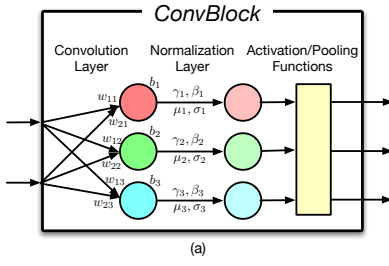 ConvBlock
Convolution Layer
Normalization Layer
Activation/Pooling Functions
b₁
w₁₁
γ₁, β₁
μ₁, σ₁
w₂₁
b₂
w₁₂
γ₂, β₂
w₂₂
μ₂, σ₂
b₃
w₁₃
γ₃, β₃
w₂₃
μ₃, σ₃
(a)